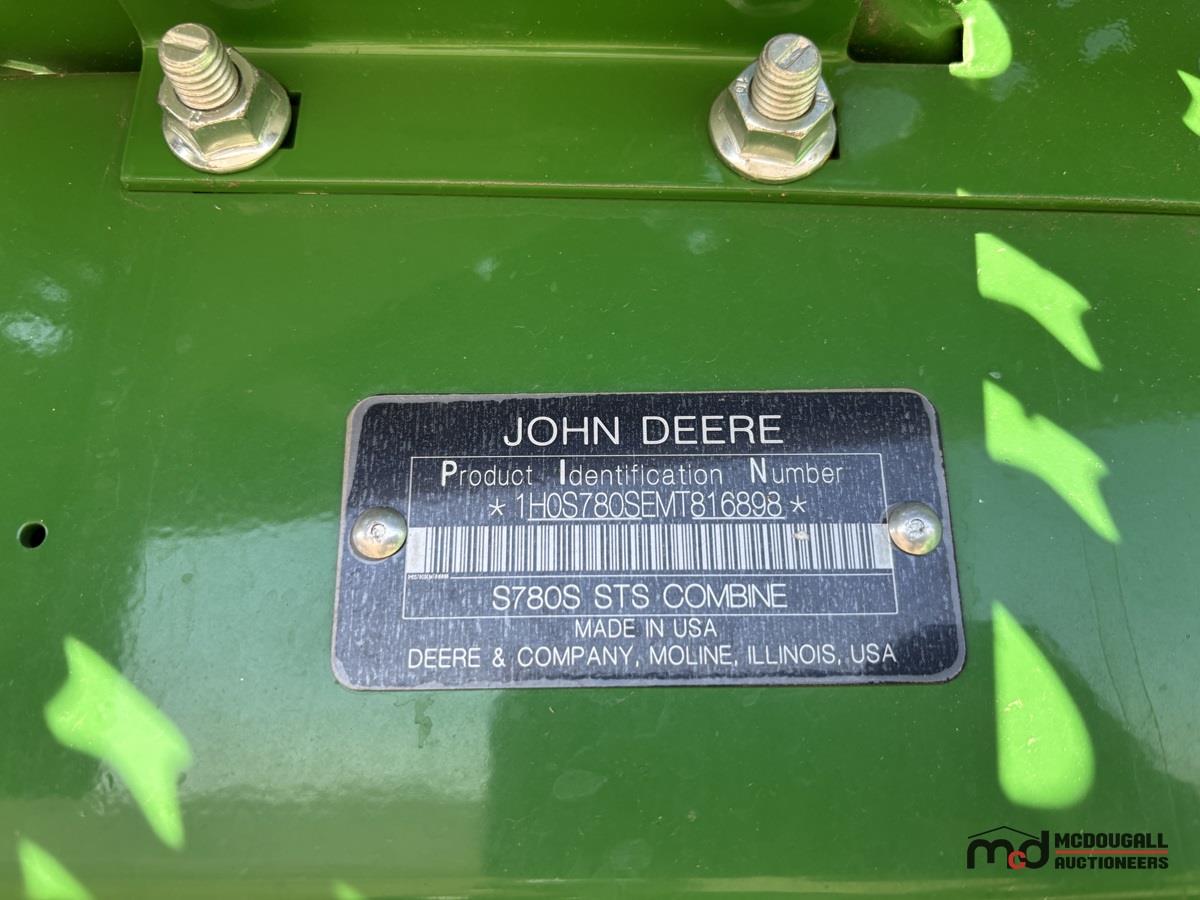 JOHN DEERE
Product Identification Number
* 1H0S780SEMT816898 *
S780S STS COMBINE
MADE IN USA
DEERE & COMPANY, MOLINE, ILLINOIS, USA
mcd MCDOUGALL
AUCTIONEERS